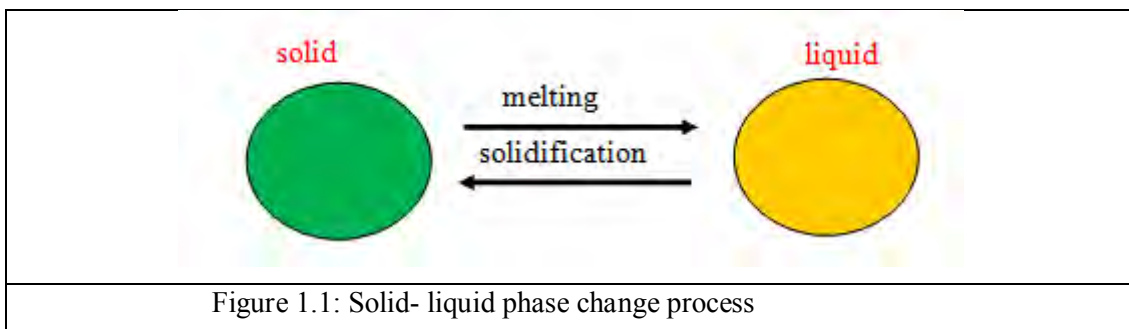 solid
liquid
melting
solidification
Figure 1.1: Solid- liquid phase change process